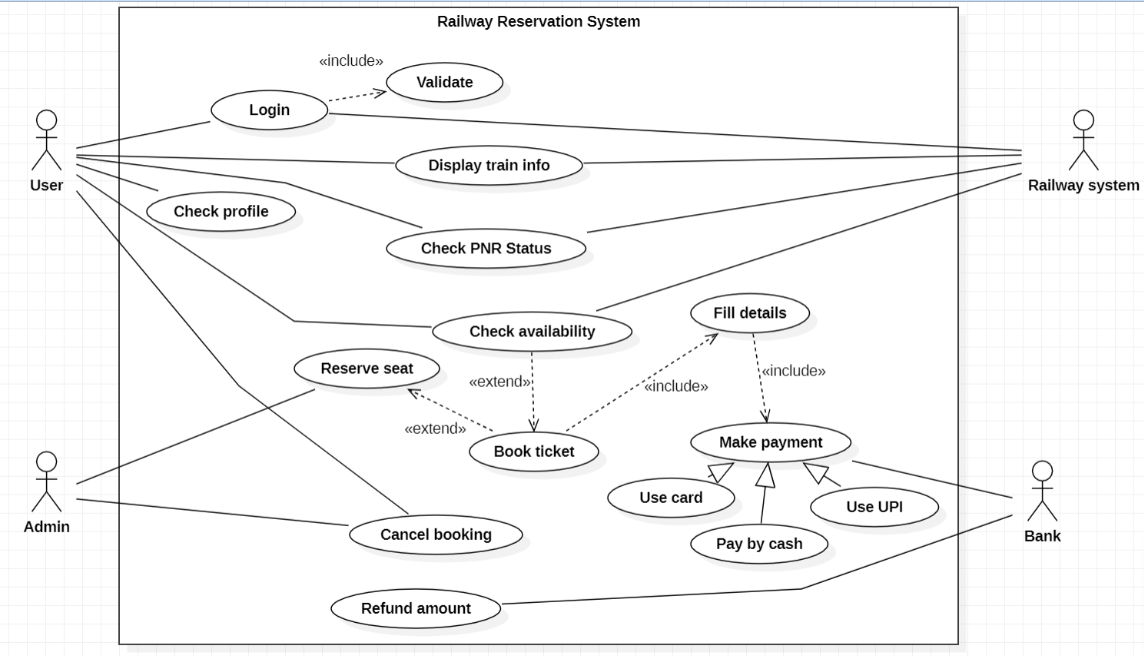 Railway Reservation System
«include»
Validate
Login
Display train info
User
Railway system
Check profile
Check PNR Status
Fill details
Check availability
Reserve seat
«extend»
«include»
«include»
«extend»
Book ticket
Make payment
Use card
Use UPI
Admin
Bank
Cancel booking
Pay by cash
Refund amount